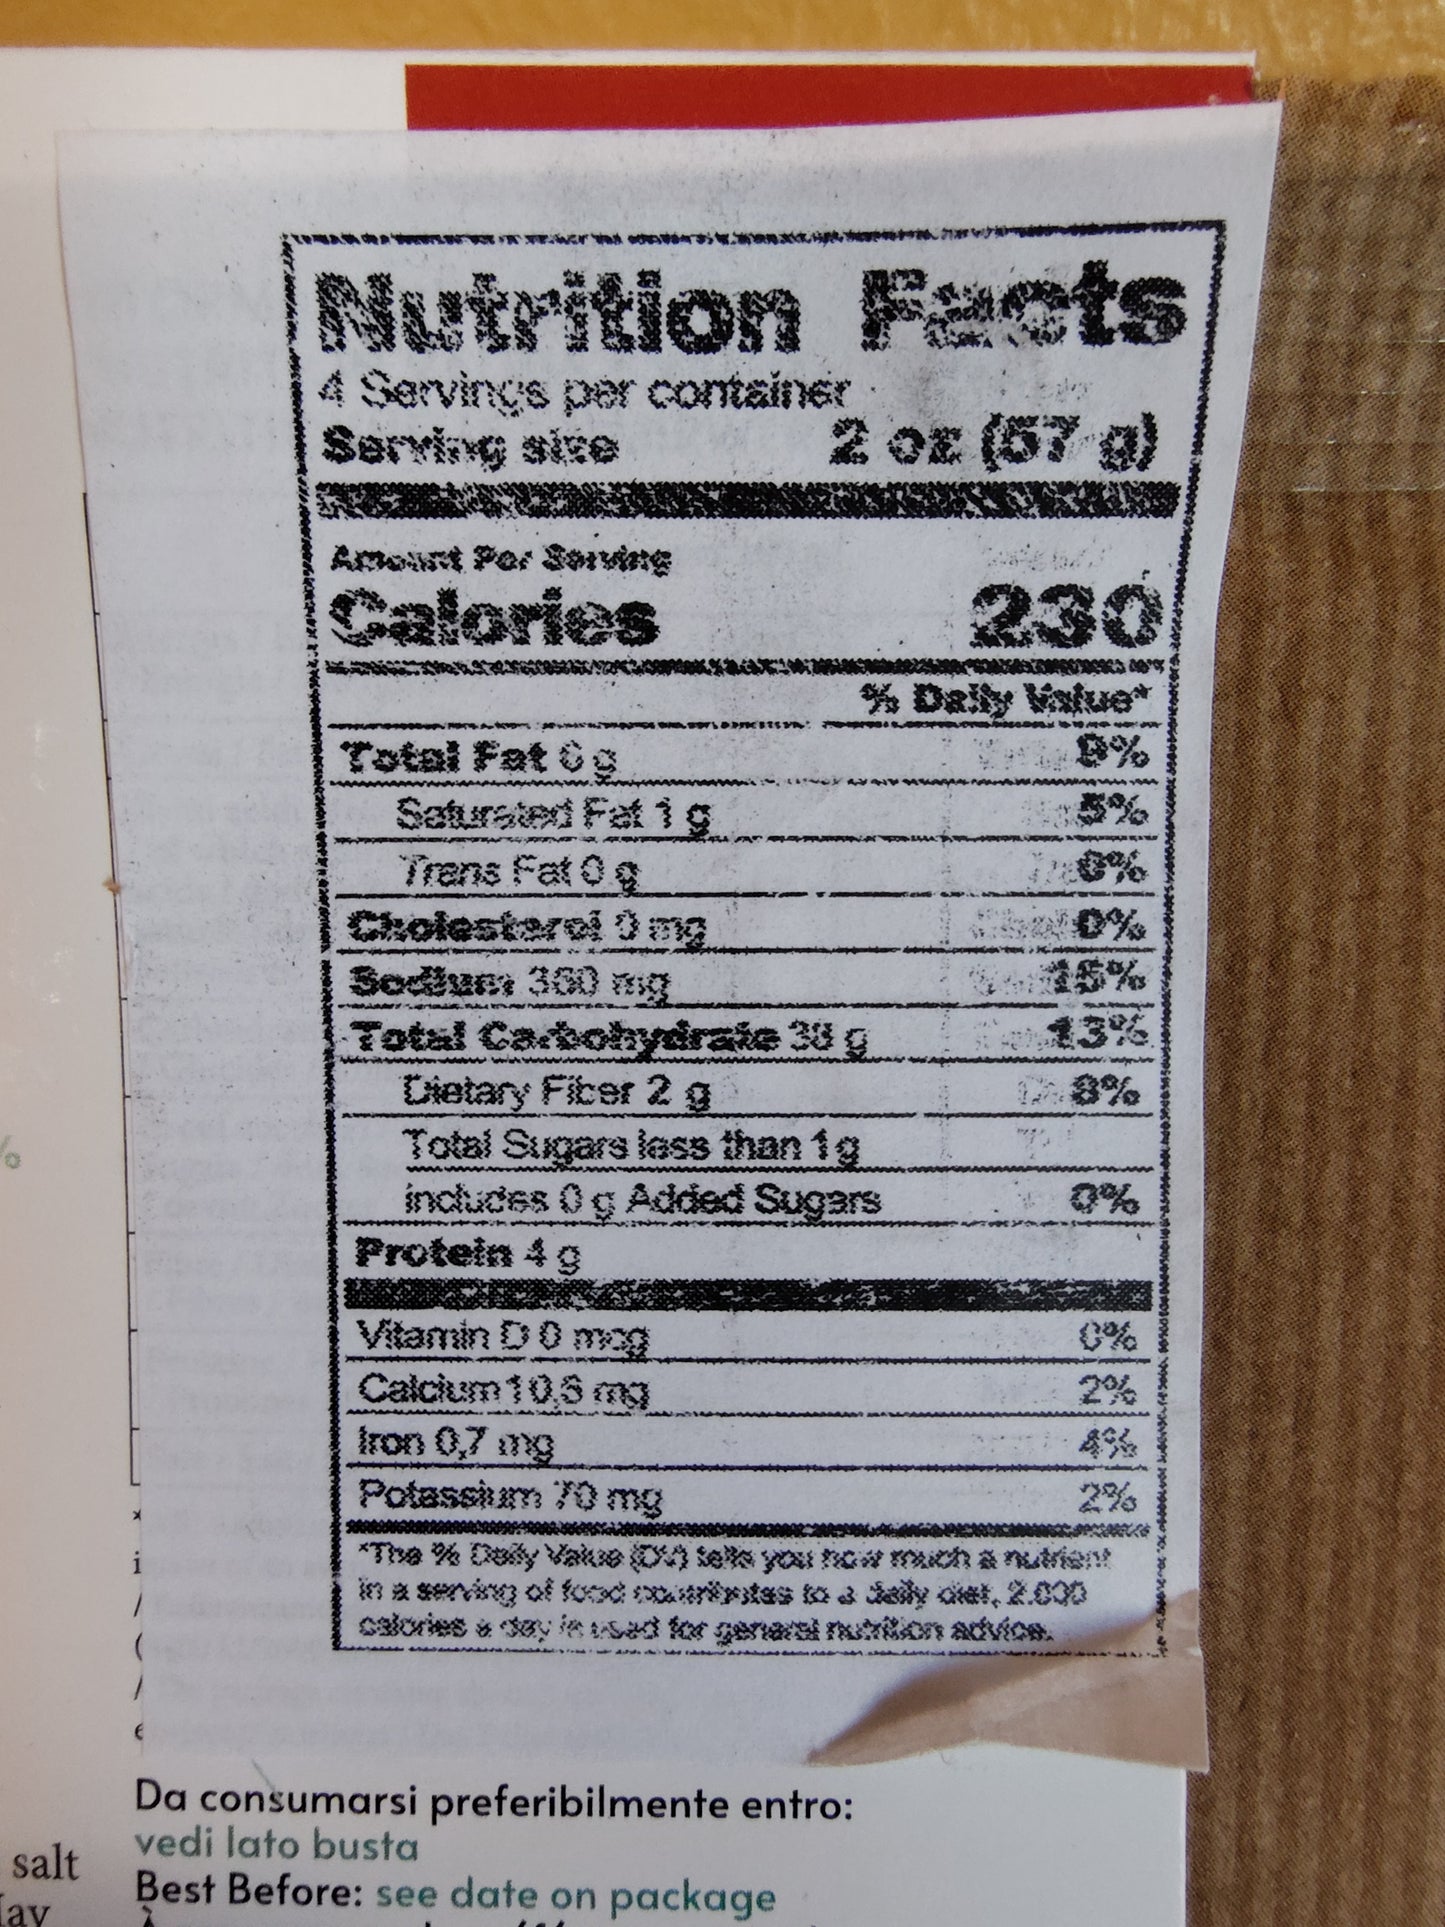 Nutrition Facts
4 Servings per container
Serving size 2 oz (57 g)
Amount Per Serving
Calories 230
% Daily Value*
Total Fat 6 g 9%
Saturated Fat 1 g 5%
Trans Fat 0 g 0%
Cholesterol 0 mg 0%
Sodium mg 15%
Total Carbohydrate g 13%
Dietary Fiber 2 g 8%
Total Sugars less than 1 g
includes 0 g Added Sugars 0%
Protein 4 g
Vitamin D 0 mcg 0%
Calcium mg 2%
Iron 0,7 mg 4%
Potassium 70 mg 2%
*The % Daily Value (DV) tells you how much a nutrient
in a serving of food contributes to a daily diet. 2.000
calories a day is used for general nutrition advice.
Da consumarsi preferibilmente entro:
vedi lato busta
salt
Best Before: see date on package